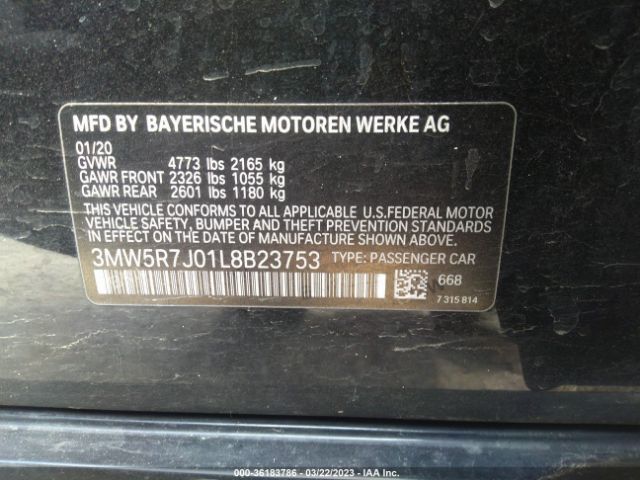 MFD BY BAYERISCHE MOTOREN WERKE AG
01/20
GVWR 4773 lbs 2165 kg
GAWR FRONT 2326 lbs 1055 kg
GAWR REAR 2601 lbs 1180 kg
THIS VEHICLE CONFORMS TO ALL APPLICABLE U.S.FEDERAL MOTOR
VEHICLE SAFETY, BUMPER AND THEFT PREVENTION STANDARDS
IN EFFECT ON THE DATE OF MANUFACTURE SHOWN ABOVE.
3MW5R7J01L8B23753 TYPE: PASSENGER CAR
668
7 315 814
000-36183786 - 03/22/2023 - IAA Inc.